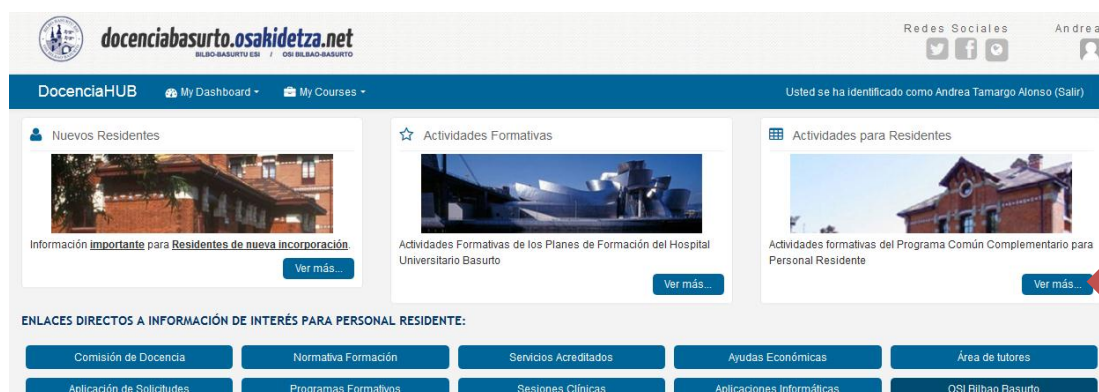 docenciabasurto.osakidetza.net
BILBO-BASURTU ESI / OSI BILBAO-BASURTO
Redes Sociales
Andrea
DocenciaHUB
My Dashboard
My Courses
Usted se ha identificado como Andrea Tamargo Alonso (Salir)
Nuevos Residentes
Información importante para Residentes de nueva incorporación.
Ver más...
Actividades Formativas
Actividades Formativas de los Planes de Formación del Hospital
Universitario Basurto
Ver más...
Actividades para Residentes
Actividades formativas del Programa Común Complementario para
Personal Residente
Ver más...
ENLACES DIRECTOS A INFORMACIÓN DE INTERÉS PARA PERSONAL RESIDENTE:
Comisión de Docencia
Normativa Formación
Servicios Acreditados
Ayudas Económicas
Área de tutores
Aplicación de Solicitudes
Programas Formativos
Sesiones Clínicas
Aplicaciones Informáticas
OSI Bilbao Basurto